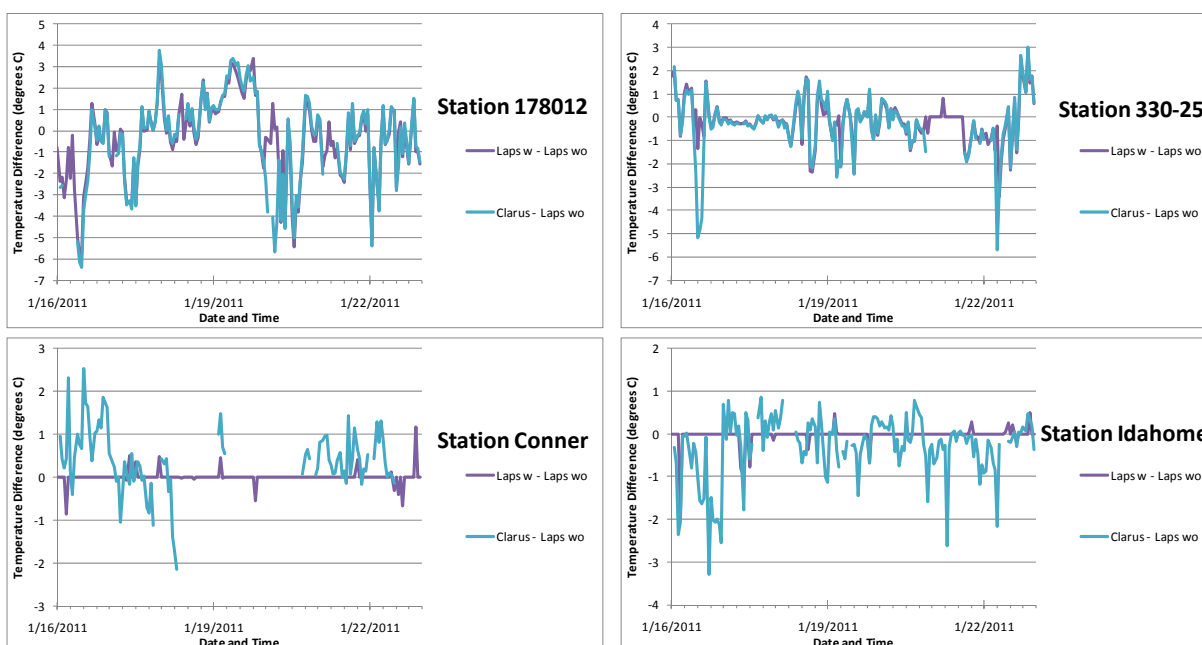 5
4
3
2
1
0
-1
-2
-3
-4
-5
-6
-7
Temperature Difference (degrees C)
1/16/2011
1/19/2011
1/22/2011
Date and Time
Station 178012
Laps w - Laps wo
Clarus - Laps wo
4
3
2
1
0
-1
-2
-3
-4
-5
-6
-7
Temperature Difference (degrees C)
1/16/2011
1/19/2011
1/22/2011
Date and Time
Station 330-25
Laps w - Laps wo
Clarus - Laps wo
3
2
1
0
-1
-2
-3
Temperature Difference (degrees C)
1/16/2011
1/19/2011
1/22/2011
Date and Time
Station Conner
Laps w - Laps wo
Clarus - Laps wo
2
1
0
-1
-2
-3
-4
Temperature Difference (degrees C)
1/16/2011
1/19/2011
1/22/2011
Date and Time
Station Idahome
Laps w - Laps wo
Clarus - Laps wo